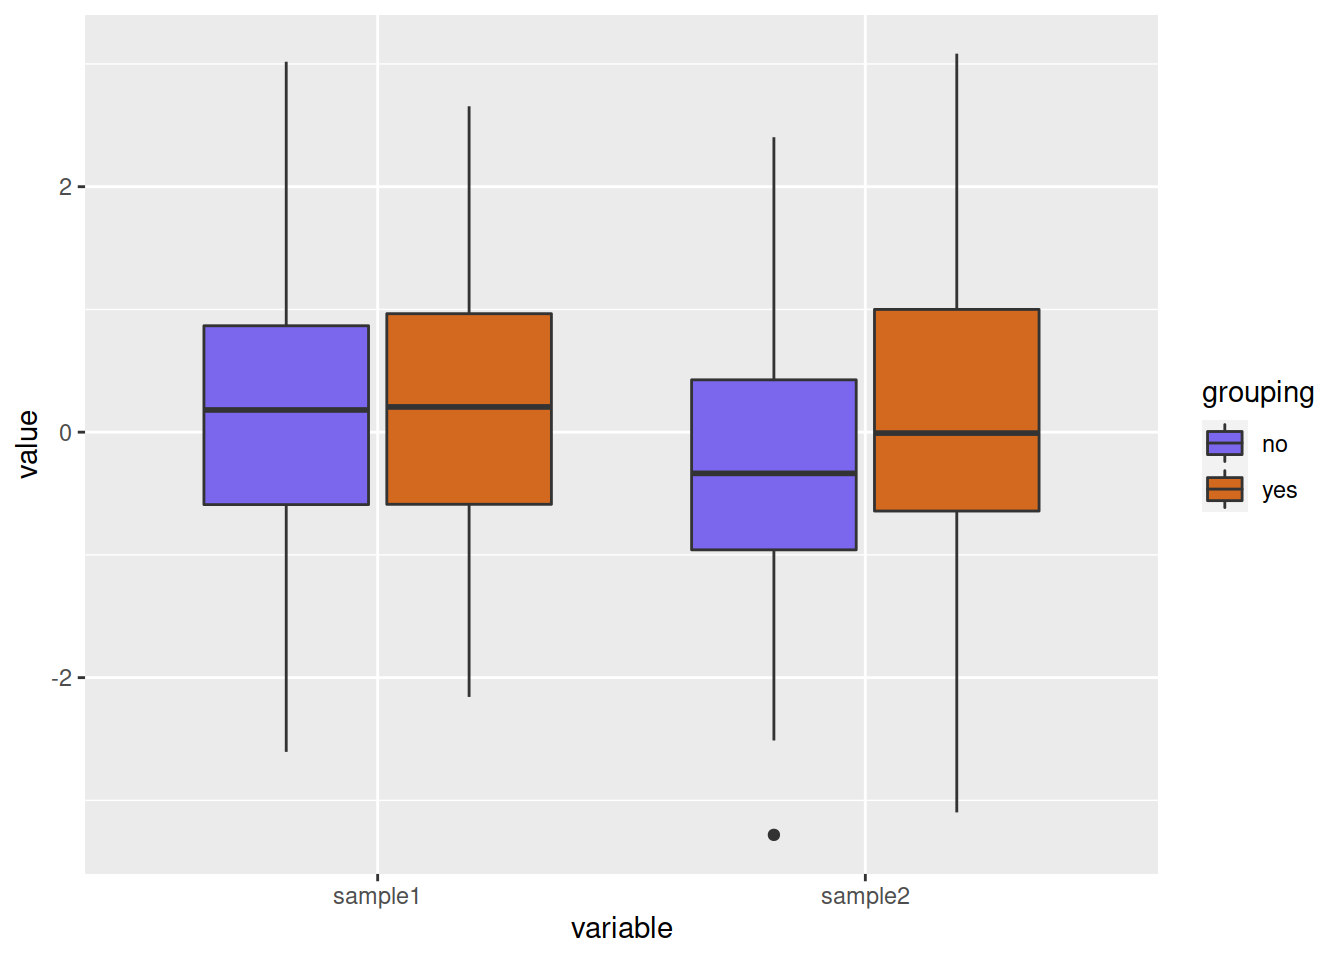 value
2
0
-2
sample1
sample2
variable
grouping
no
yes